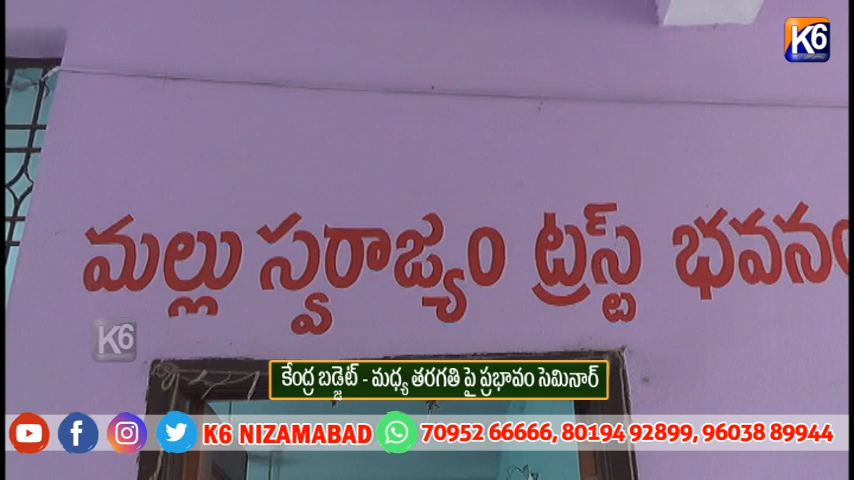 K6
మల్లు స్వరాజ్యం ట్రస్ట్ భవనం
K6
కేంద్ర బడ్జెట్ - మధ్య తరగతి పై ప్రభావం సెమినార్
K6 NIZAMABAD 70952 66666, 80194 92899, 96038 89944